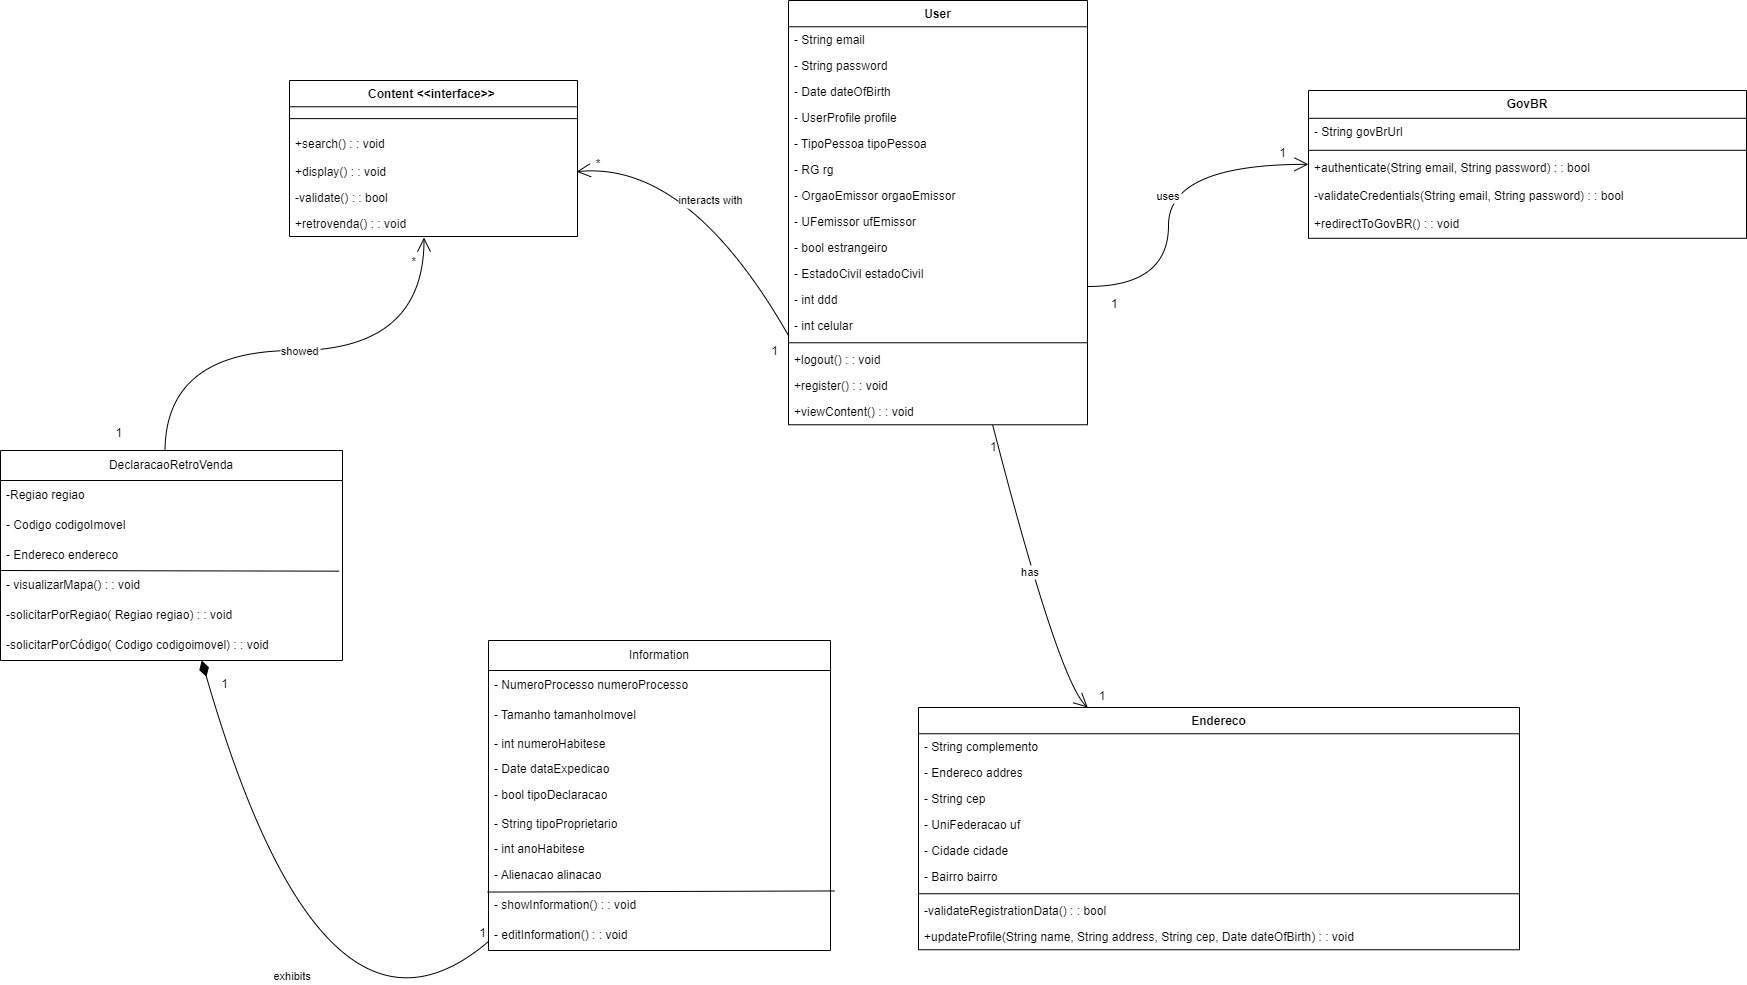 User
- String email
- String password
- Date dateOfBirth
- UserProfile profile
- TipoPessoa tipoPessoa
- RG rg
- OrgaoEmissor orgaoEmissor
- UFemissor ufEmissor
- bool estrangeiro
- EstadoCivil estadoCivil
- int ddd
- int celular
+logout() : : void
+register() : : void
+viewContent() : : void
Content <<interface>>
+search() : : void
+display() : : void
-validate() : : bool
+retrovenda() : : void
GovBR
- String govBrUrl
+authenticate(String email, String password) : : bool
-validateCredentials(String email, String password) : : bool
+redirectToGovBR() : : void
*
interacts with
1
1
uses
1
*
showed
1
DeclaracaoRetroVenda
-Regiao regiao
- Codigo codigoImovel
- Endereco endereco
- visualizarMapa() : : void
-solicitarPorRegiao( Regiao regiao) : : void
-solicitarPorCódigo( Codigo codigoimovel) : : void
1
has
1
1
exhibits
1
Information
- NumeroProcesso numeroProcesso
- Tamanho tamanhoImovel
- int numeroHabitese
- Date dataExpedicao
- bool tipoDeclaracao
- String tipoProprietario
- int anoHabitese
- Alienacao alinacao
- showInformation() : : void
- editInformation() : : void
Endereco
- String complemento
- Endereco addres
- String cep
- UniFederacao uf
- Cidade cidade
- Bairro bairro
-validateRegistrationData() : : bool
+updateProfile(String name, String address, String cep, Date dateOfBirth) : : void